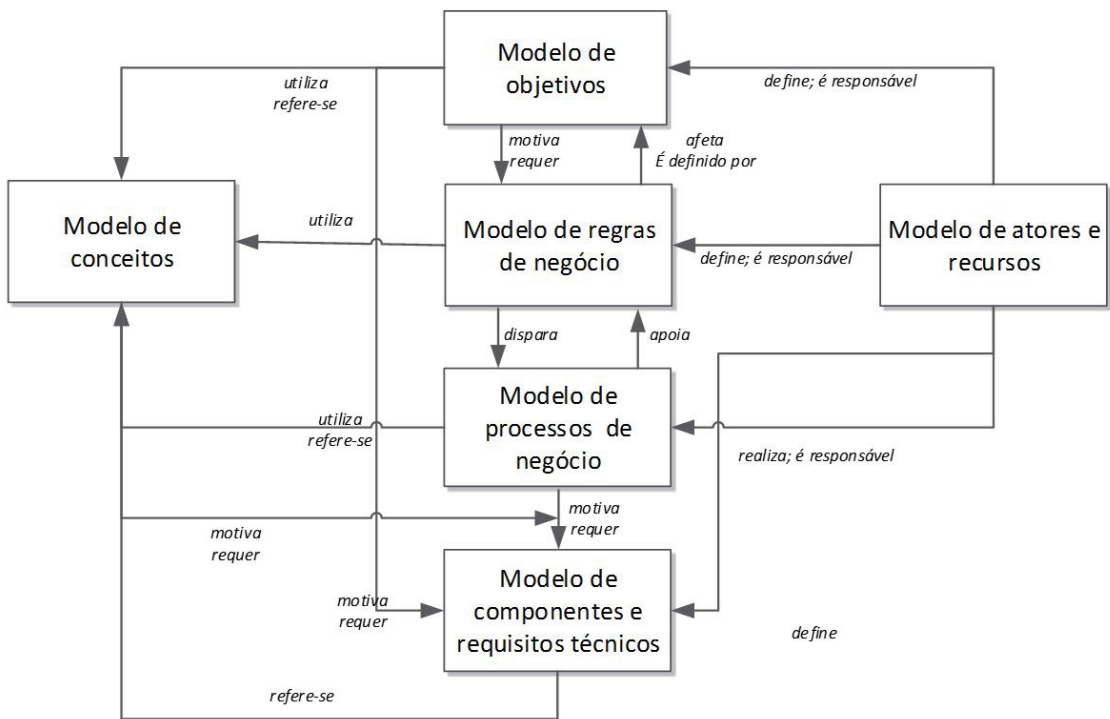 Modelo de
objetivos
utiliza
refere-se
define; é responsável
motiva
requer
afeta
É definido por
Modelo de
conceitos
utiliza
Modelo de regras
de negócio
define; é responsável
Modelo de atores e
recursos
dispara
apoia
Modelo de
processos de
negócio
utiliza
refere-se
realiza; é responsável
motiva
requer
motiva
requer
Modelo de
componentes e
requisitos técnicos
motiva
requer
define
refere-se